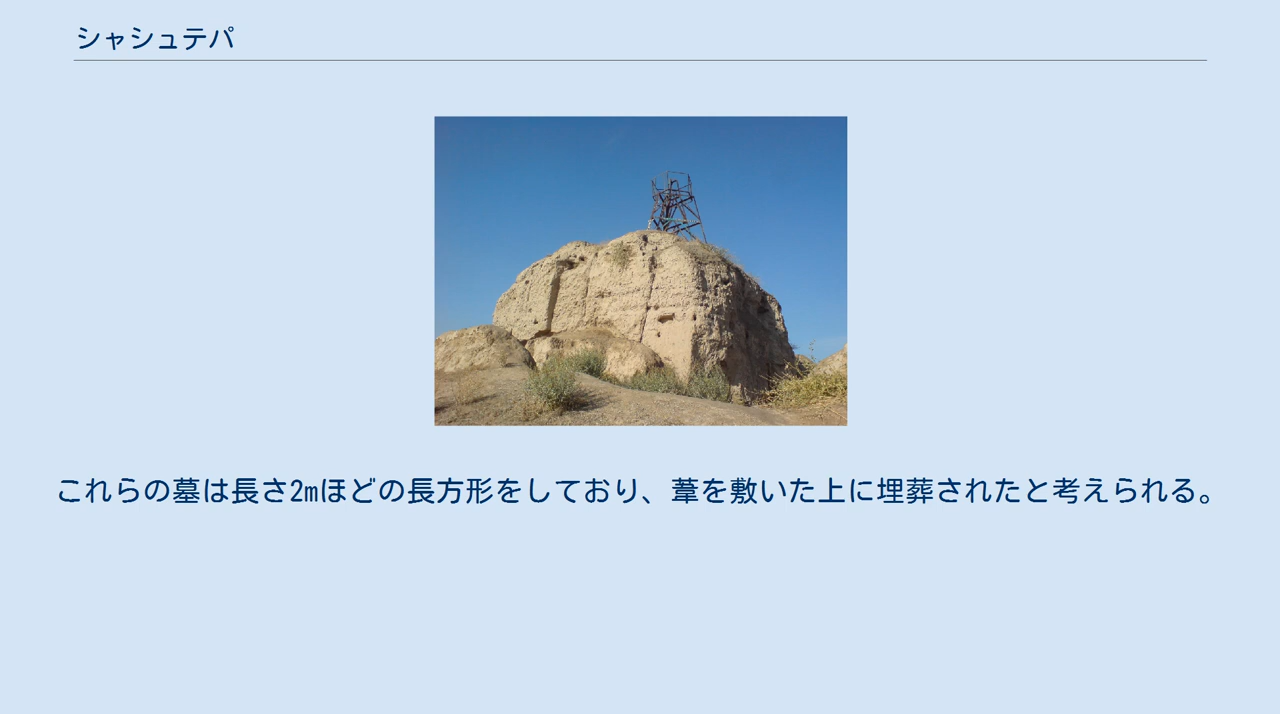 シャシュテパ
これらの墓は長さ2mほどの長方形をしており、葦を敷いた上に埋葬されたと考えられる。